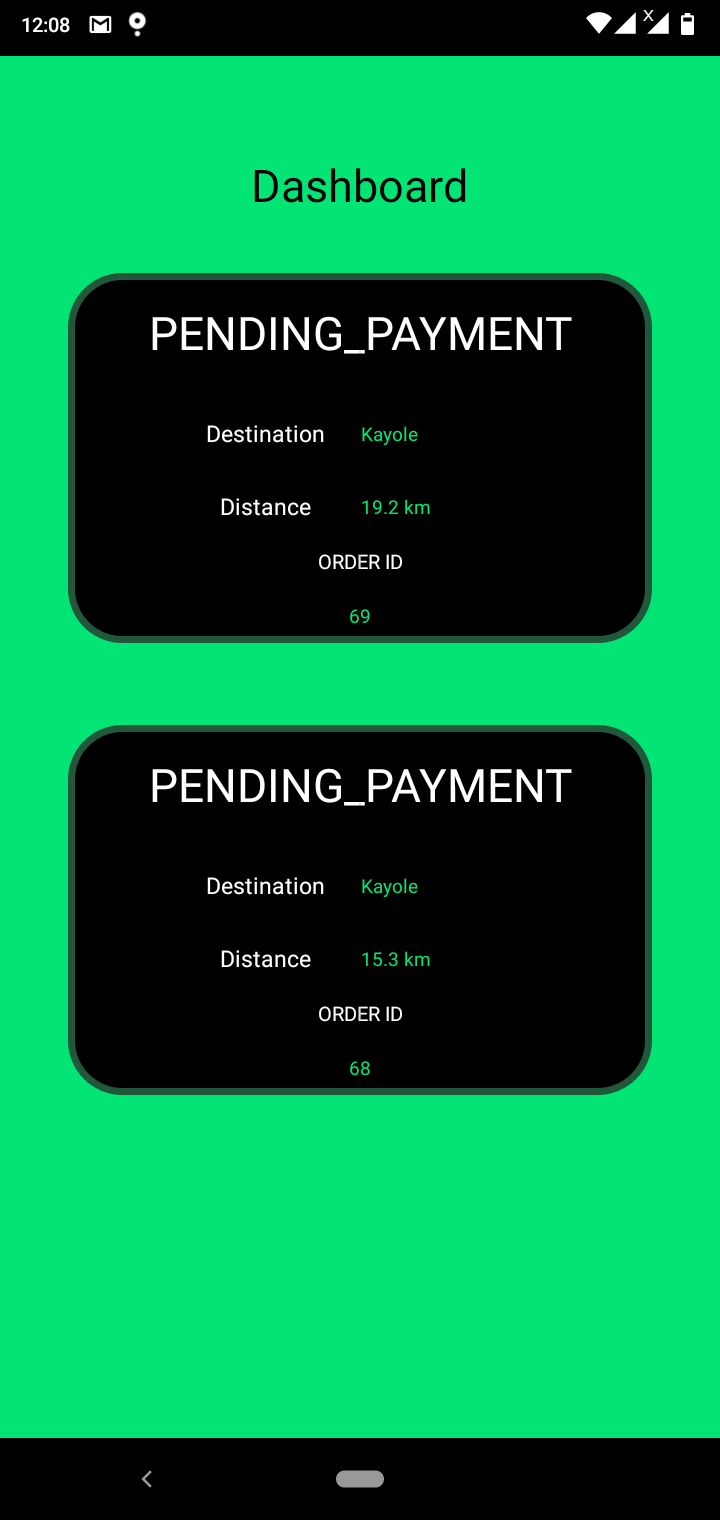 12:08
X
Dashboard
PENDING_PAYMENT
Destination Kayole
Distance 19.2 km
ORDER ID
69
PENDING_PAYMENT
Destination Kayole
Distance 15.3 km
ORDER ID
68